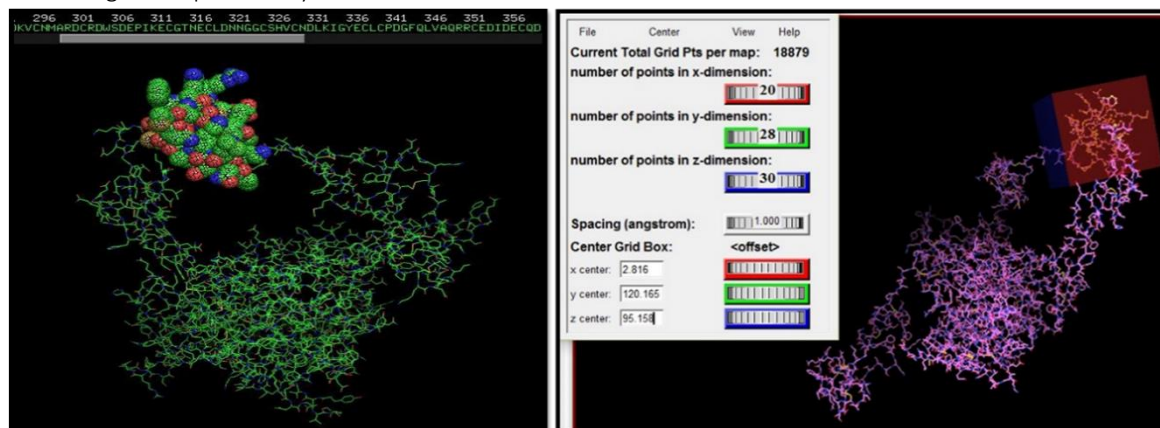 296 301 306 311 316 321 326 331 336 341 346 351 356
KVCNMARDCRDWSDEPIKECGTNECLDNNGGCSHVCNDLKIGYECLCPDGFQLVAQRRCEDIDECQD
File Center View Help
Current Total Grid Pts per map: 18879
number of points in x-dimension:
20
number of points in y-dimension:
28
number of points in z-dimension:
30
Spacing (angstrom): 1.000
Center Grid Box: <offset>
x center: 2.816
y center: 120.165
z center: 95.158